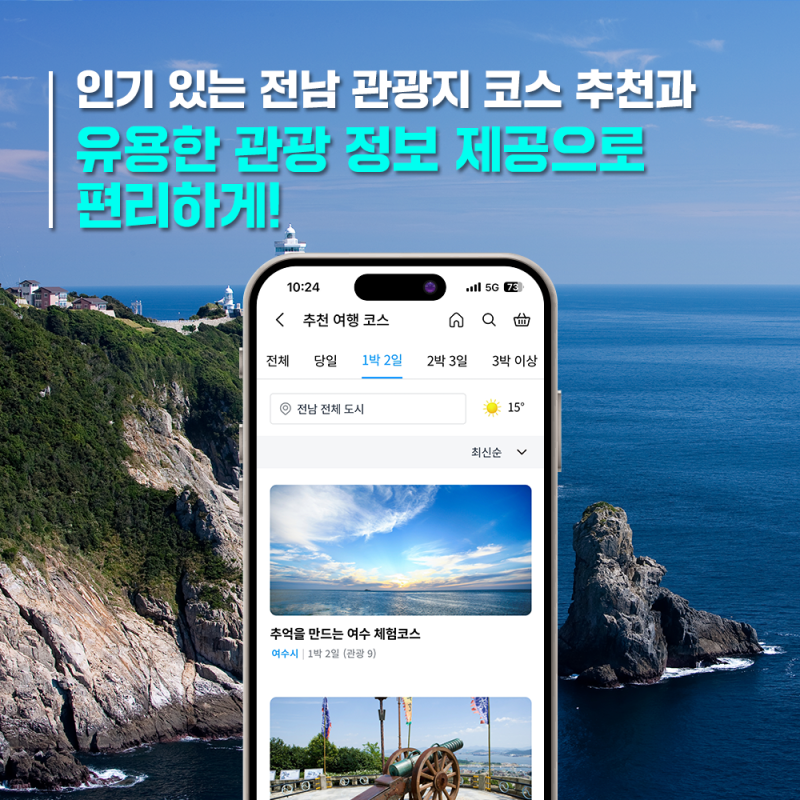 인기 있는 전남 관광지 코스 추천과
유용한 관광 정보 제공으로
편리하게!
10:24 5G 73
추천 여행 코스
전체 당일 1박 2일 2박 3일 3박 이상
전남 전체 도시 15°
최신순
추억을 만드는 여수 체험코스
여수시 | 1박 2일 (관광 9)